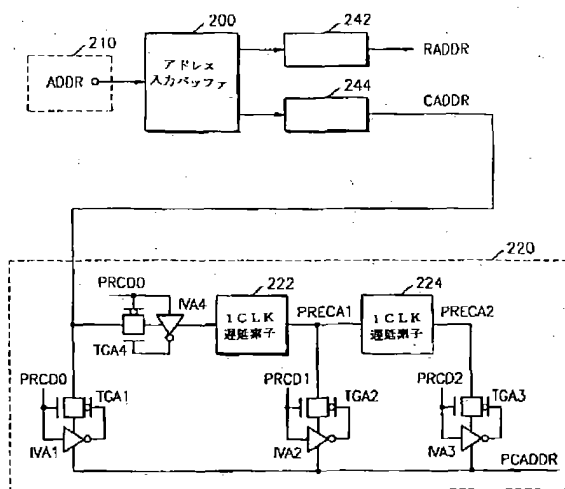 210
200
242
ADDR
アドレス
入力バッファ
RADDR
244
CADDR
220
PRCD0
IVA4
222
224
1CLK
遅延素子
PRECA1
1CLK
遅延素子
PRECA2
TGA4
PRCD0
TGA1
PRCD1
TGA2
PRCD2
TGA3
IVA1
IVA2
IVA3
PCADDR